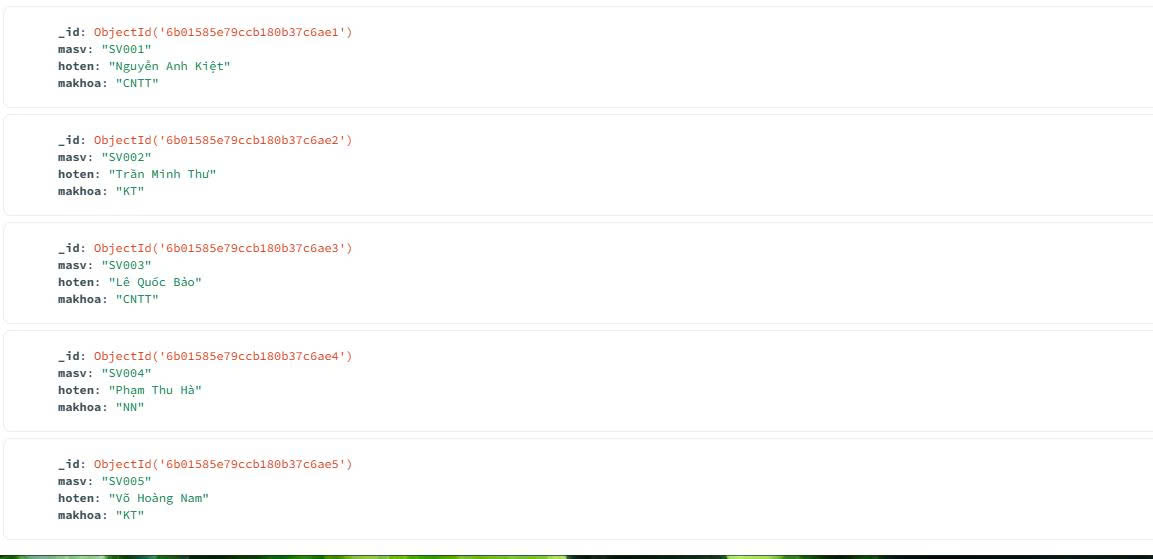 _id: ObjectId('6b01585e79ccb180b37c6ae1')
masv: "SV001"
hoten: "Nguyễn Anh Kiệt"
makhoa: "CNTT"
_id: ObjectId('6b01585e79ccb180b37c6ae2')
masv: "SV002"
hoten: "Trần Minh Thư"
makhoa: "KT"
_id: ObjectId('6b01585e79ccb180b37c6ae3')
masv: "SV003"
hoten: "Lê Quốc Bảo"
makhoa: "CNTT"
_id: ObjectId('6b01585e79ccb180b37c6ae4')
masv: "SV004"
hoten: "Phạm Thu Hà"
makhoa: "NN"
_id: ObjectId('6b01585e79ccb180b37c6ae5')
masv: "SV005"
hoten: "Võ Hoàng Nam"
makhoa: "KT"